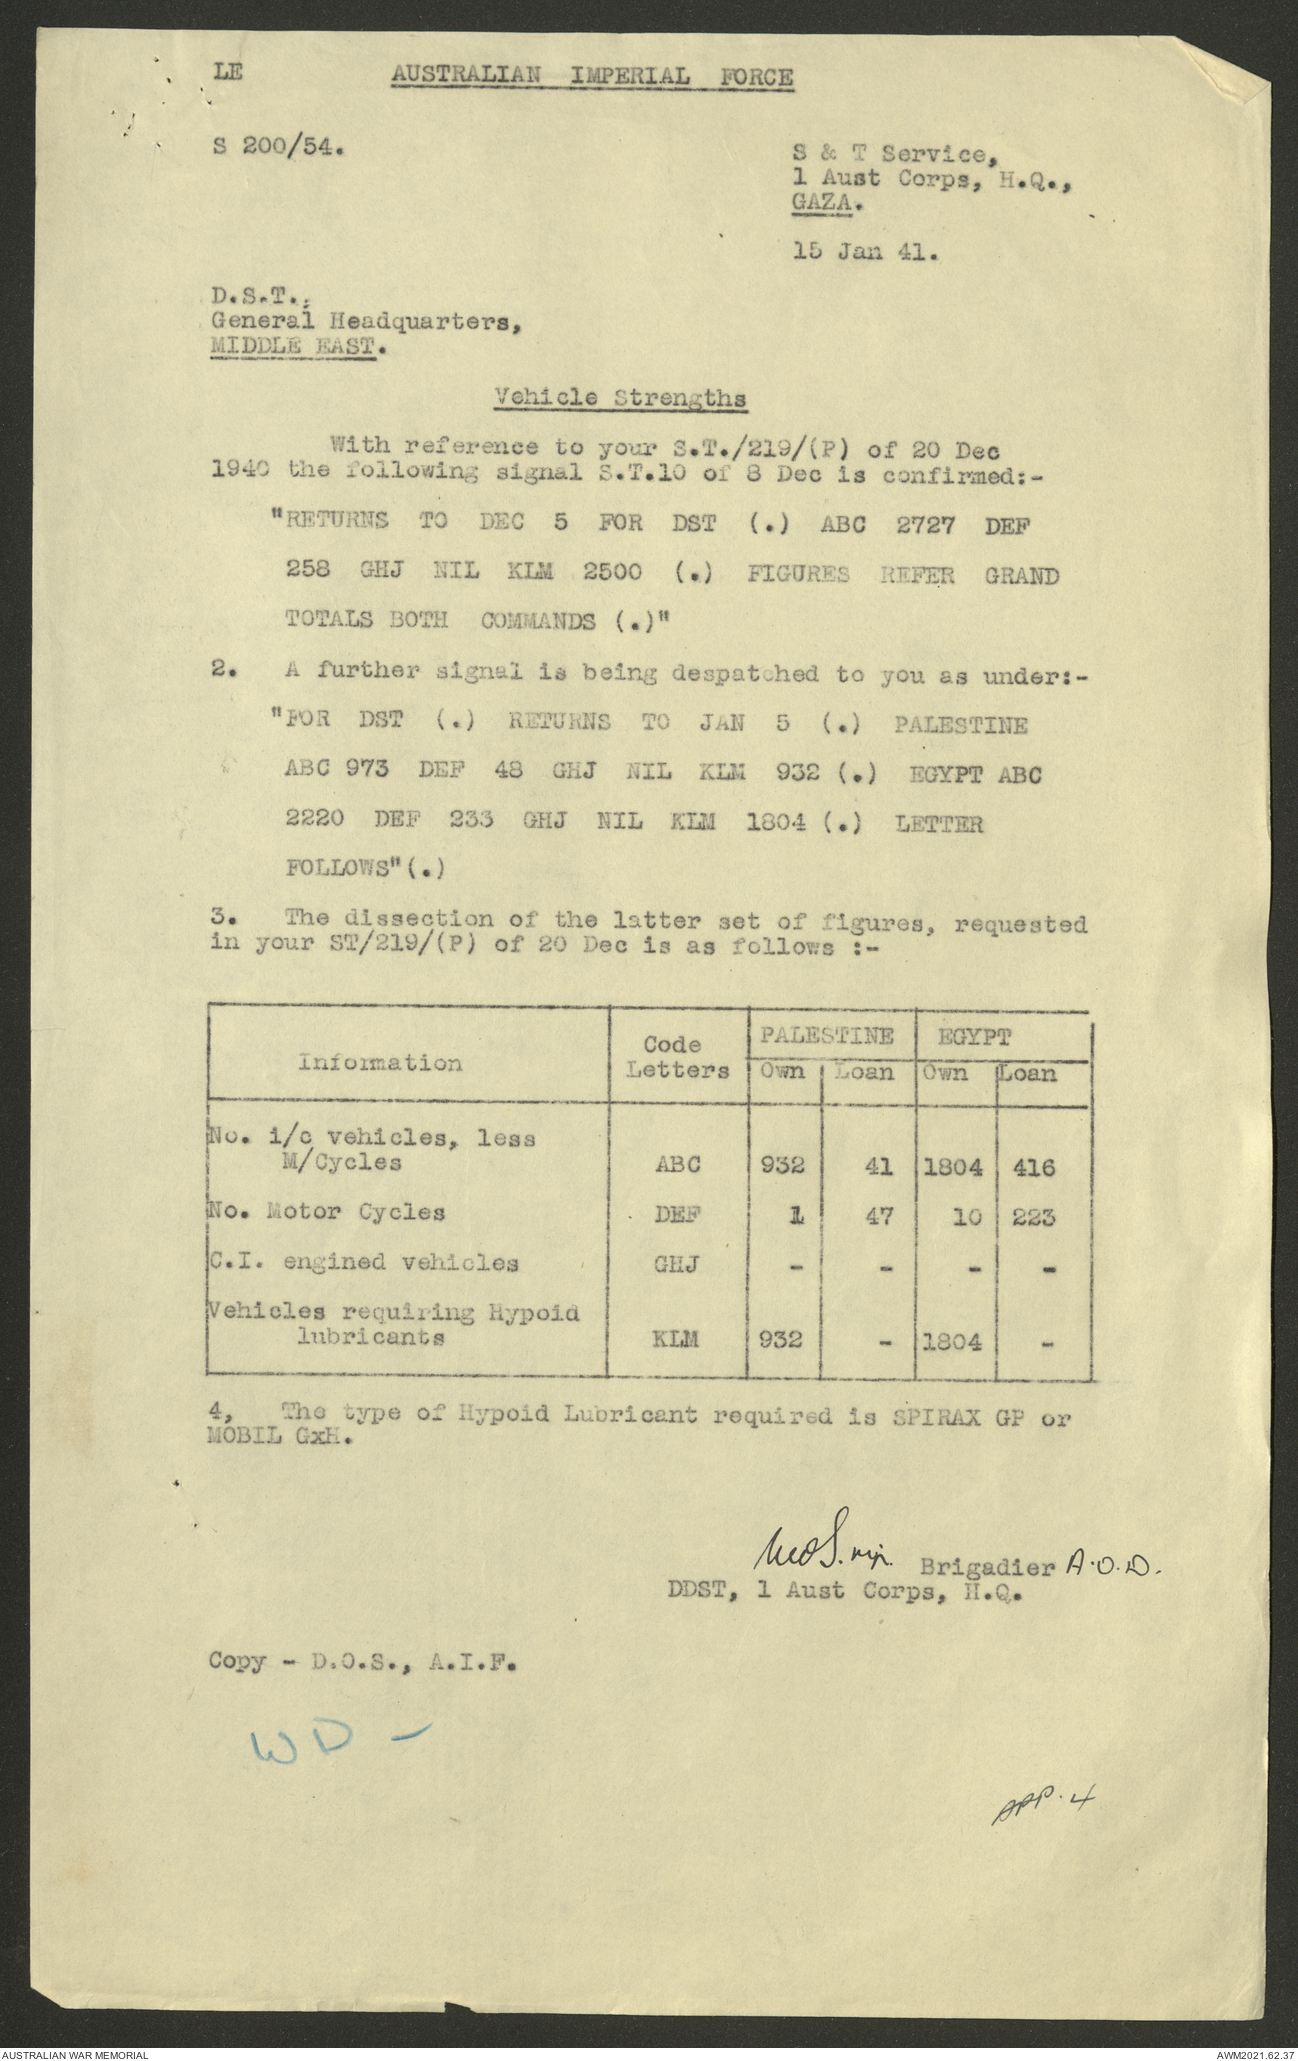 LE AUSTRALIAN IMPERIAL FORCE
S 200/54.
S & T Service,
1 Aust Corps, H.Q.,
GAZA.
15 Jan 41.
D.S.T.,
General Headquarters,
MIDDLE EAST.
Vehicle Strengths
With reference to your S.T./219/(P) of 20 Dec
1940 the following signal S.T.10 of 8 Dec is confirmed:-
"RETURNS TO DEC 5 FOR DST (.) ABC 2727 DEF
258 GHJ NIL KLM 2500 (.) FIGURES REFER GRAND
TOTALS BOTH COMMANDS (.)"
2. A further signal is being despatched to you as under:-
"FOR DST (.) RETURNS TO JAN 5 (.) PALESTINE
ABC 973 DEF 48 GHJ NIL KLM 932 (.) EGYPT ABC
2220 DEF 233 GHJ NIL KLM 1804 (.) LETTER
FOLLOWS"(.)
3. The dissection of the latter set of figures, requested
in your ST/219/(P) of 20 Dec is as follows :-
Information Code Letters PALESTINE EGYPT
Own Loan Own Loan
No. i/c vehicles, less
M/Cycles ABC 932 41 1804 416
No. Motor Cycles DEF 1 47 10 223
C.I. engined vehicles GHJ - - - -
Vehicles requiring Hypoid
lubricants KLM 932 - 1804 -
4, The type of Hypoid Lubricant required is SPIRAX GP or
MOBIL GxH.
Brigadier
DDST, 1 Aust Corps, H.Q.
Copy - D.O.S., A.I.F.
WD -
APP. 4
AUSTRALIAN WAR MEMORIAL
AWM2021.62.37